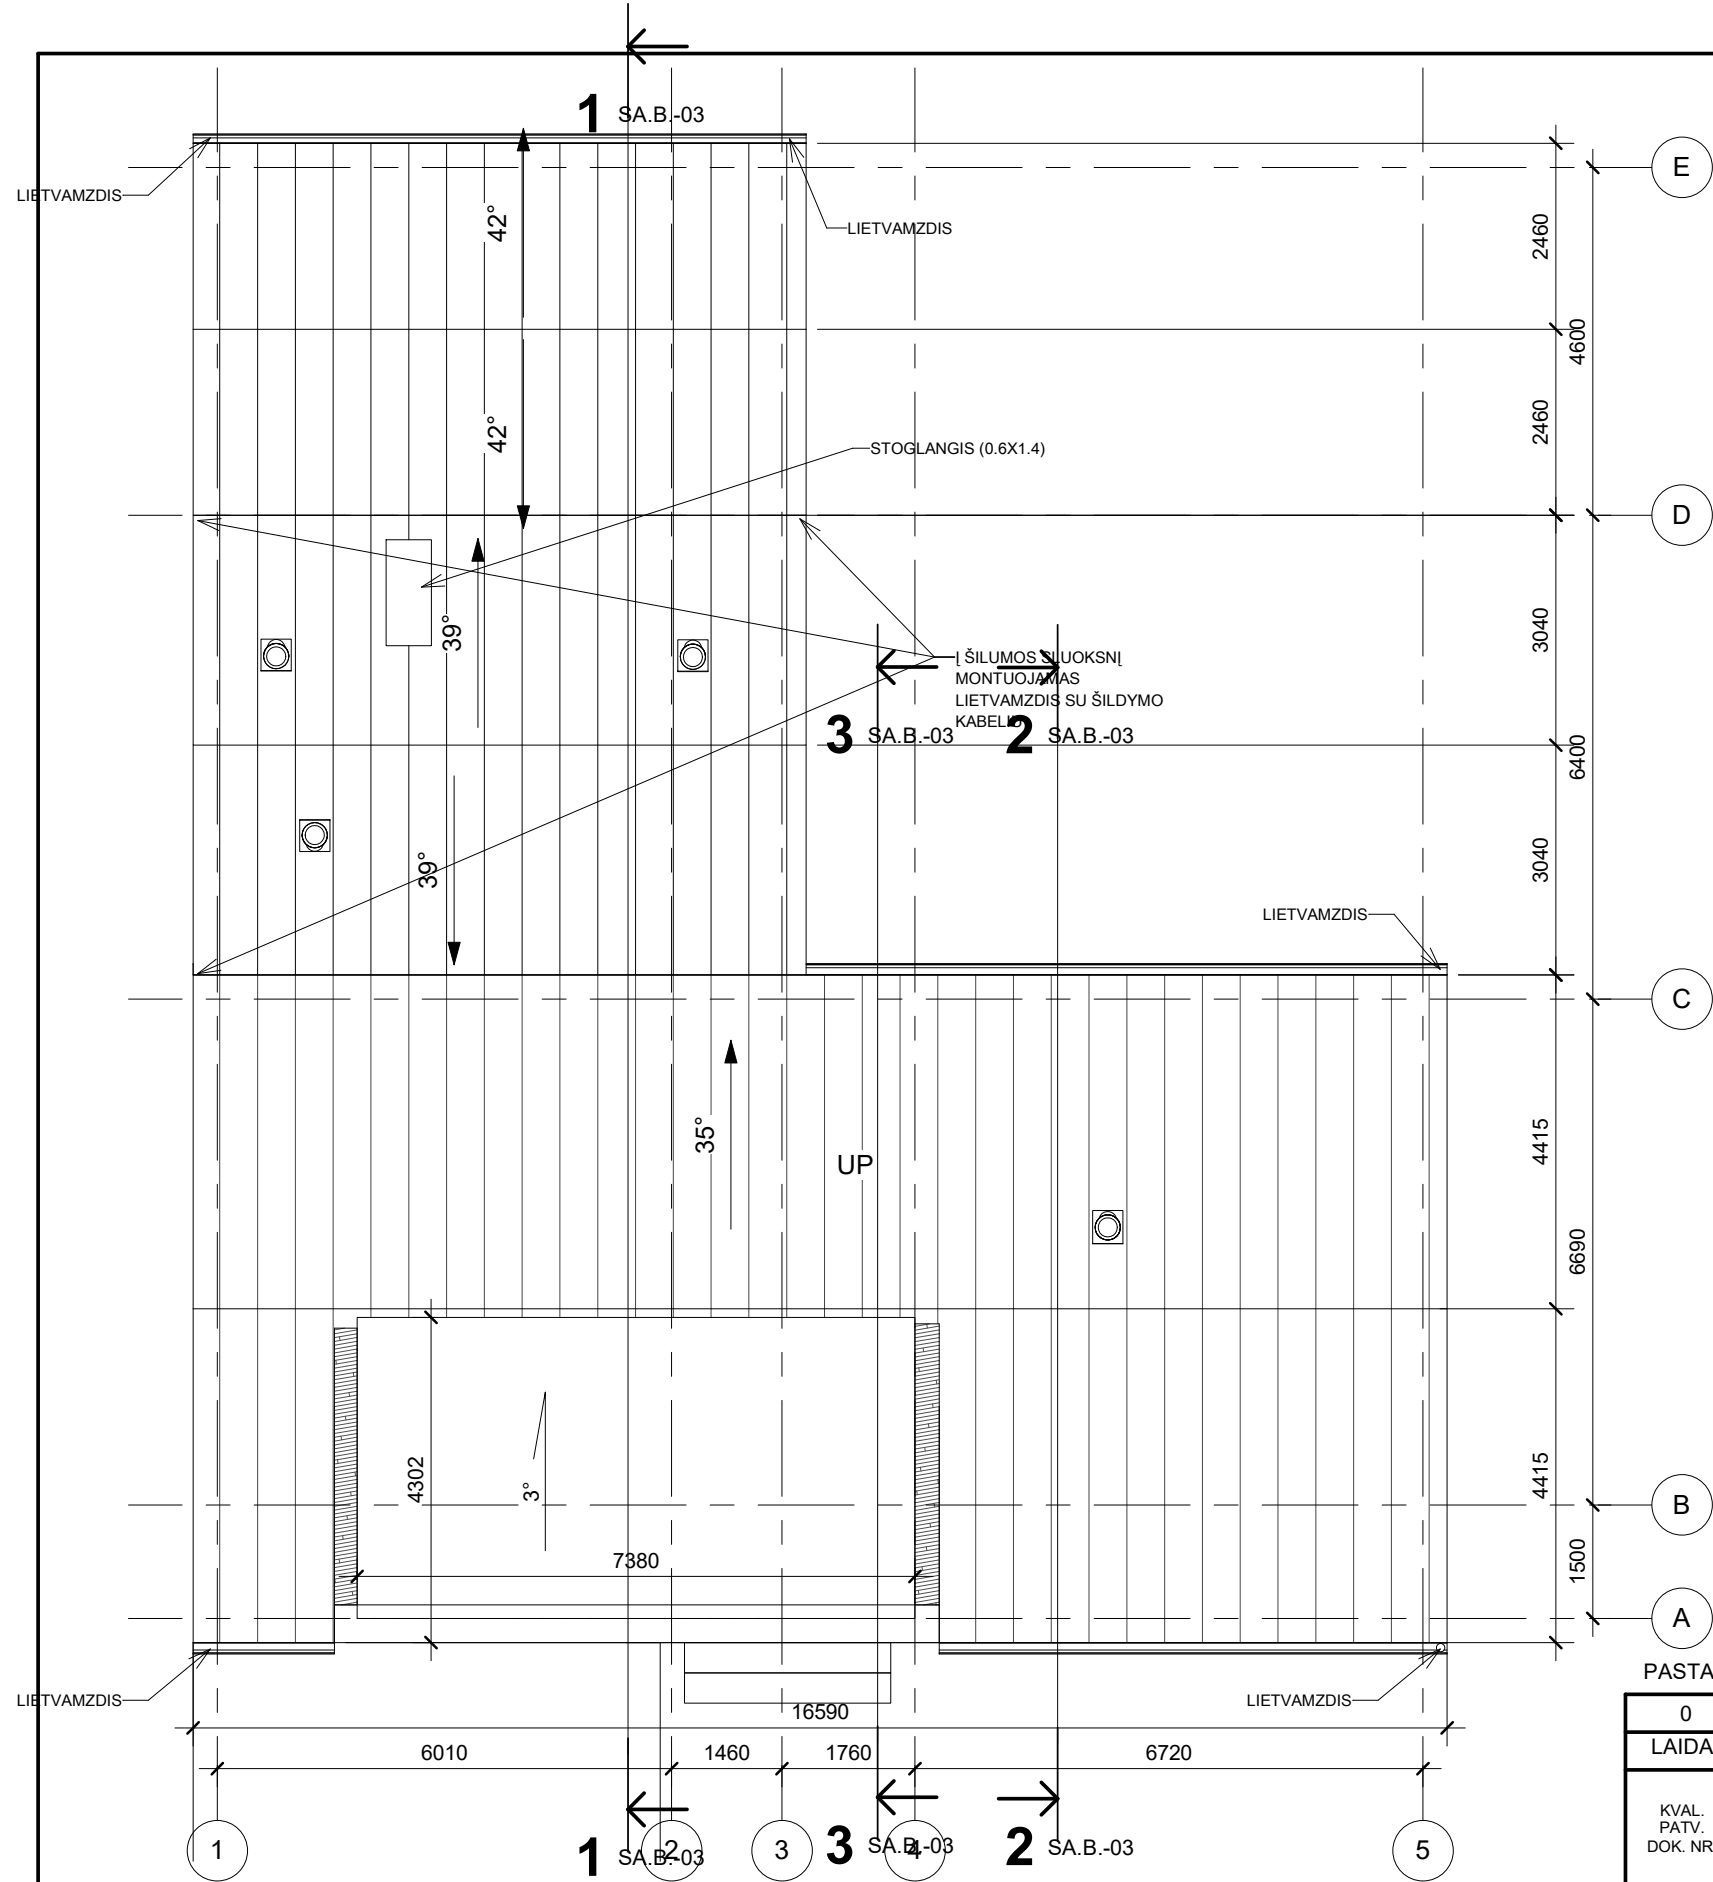 1 SA.B.-03
E
LIETVAMZDIS
LIETVAMZDIS
42°
2460
4600
42°
2460
STOGLANGIS (0.6X1.4)
D
39°
3040
Į ŠILUMOS SLUOKSNĮ
MONTUOJAMAS
LIETVAMZDIS SU ŠILDYMO
KABELIU
3 SA.B.-03
2 SA.B.-03
6400
39°
3040
LIETVAMZDIS
C
35°
UP
4415
6690
4302
3°
4415
B
7380
1500
A
LIETVAMZDIS
LIETVAMZDIS
PASTA
16590
0
6010
1460
1760
6720
LAIDA
KVAL.
PATV.
DOK. NR
1
1 SA.B.-03
2
3
3 SA.B.-03
4
2 SA.B.-03
5